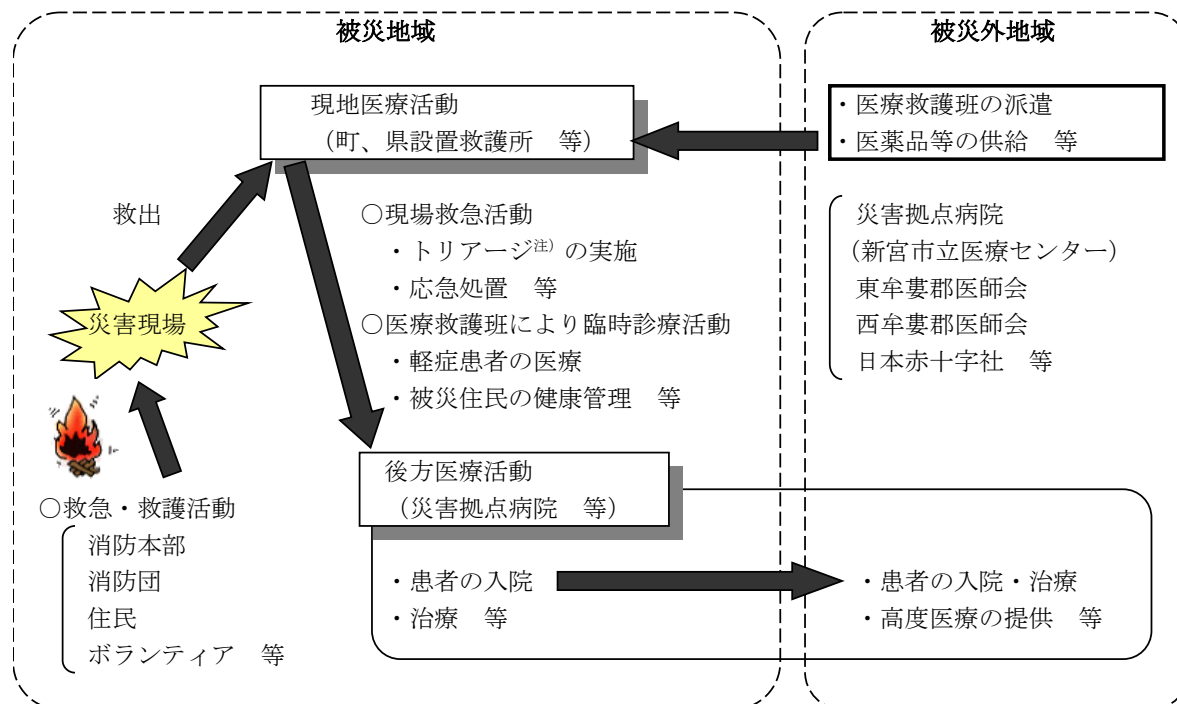 被災地域
被災外地域
現地医療活動
(町、県設置救護所　等)
・医療救護班の派遣
・医薬品等の供給　等
救出
○現場救急活動
・トリアージ注）の実施
・応急処置　等
○医療救護班により臨時診療活動
・軽症患者の医療
・被災住民の健康管理　等
災害拠点病院
(新宮市立医療センター)
東牟婁郡医師会
西牟婁郡医師会
日本赤十字社　等
災害現場
後方医療活動
(災害拠点病院　等)
○救急・救護活動
消防本部
消防団
住民
ボランティア　等
・患者の入院
・治療　等
・患者の入院・治療
・高度医療の提供　等